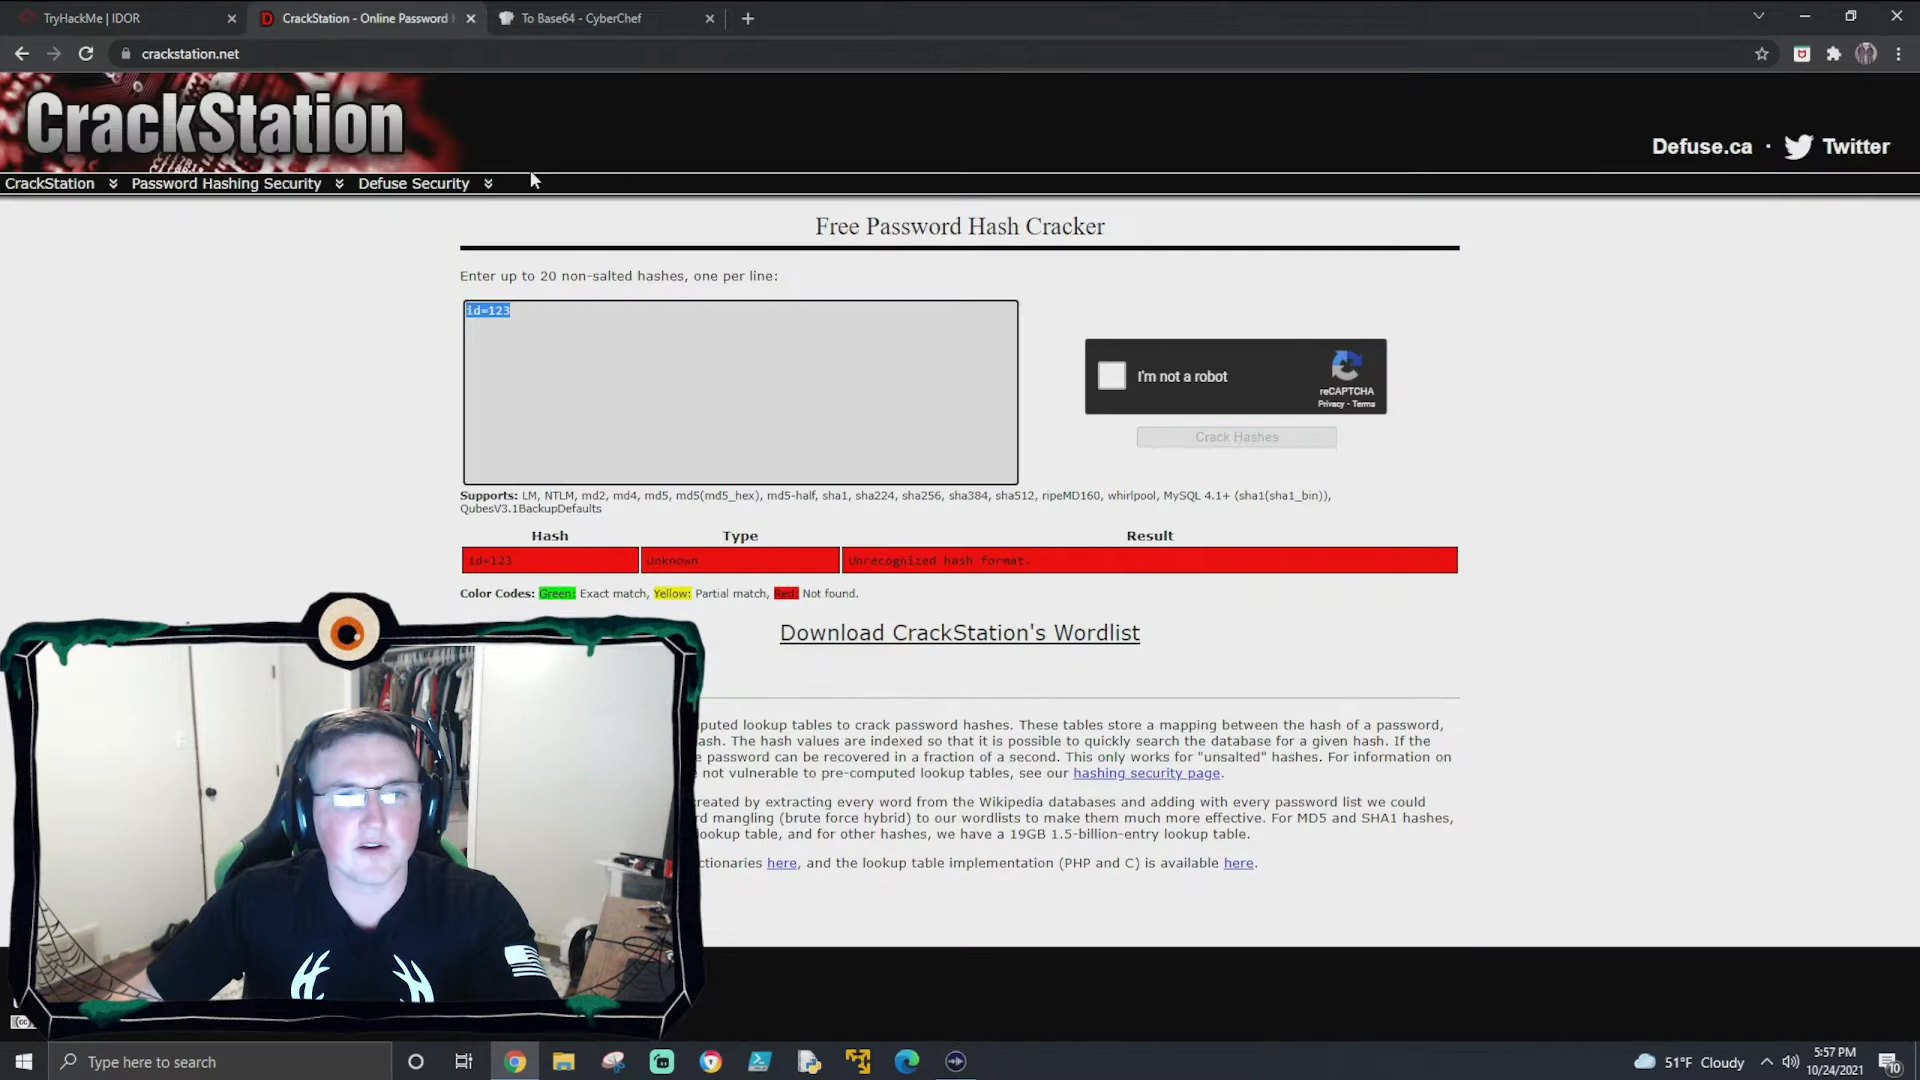 TryHackMe | IDOR
CrackStation - Online Password
To Base64 - CyberChef
crackstation.net
CrackStation
Defuse.ca · Twitter
CrackStation Password Hashing Security Defuse Security
Free Password Hash Cracker
Enter up to 20 non-salted hashes, one per line:
id=123
I'm not a robot
reCAPTCHA
Privacy - Terms
Crack Hashes
Supports: LM, NTLM, md2, md4, md5, md5(md5_hex), md5-half, sha1, sha224, sha256, sha384, sha512, ripeMD160, whirlpool, MySQL 4.1+ (sha1(sha1_bin)),
QubesV3.1BackupDefaults
Hash Type Result
id=123 Unknown Unrecognized hash format.
Color Codes: Green: Exact match, Yellow: Partial match, Red: Not found.
Download CrackStation's Wordlist
puted lookup tables to crack password hashes. These tables store a mapping between the hash of a password,
ash. The hash values are indexed so that it is possible to quickly search the database for a given hash. If the
e password can be recovered in a fraction of a second. This only works for "unsalted" hashes. For information on
not vulnerable to pre-computed lookup tables, see our hashing security page.
created by extracting every word from the Wikipedia databases and adding with every password list we could
rd mangling (brute force hybrid) to our wordlists to make them much more effective. For MD5 and SHA1 hashes,
lookup table, and for other hashes, we have a 19GB 1.5-billion-entry lookup table.
ctionaries here, and the lookup table implementation (PHP and C) is available here.
(cc)
Type here to search
51°F Cloudy
5:57 PM
10/24/2021
10